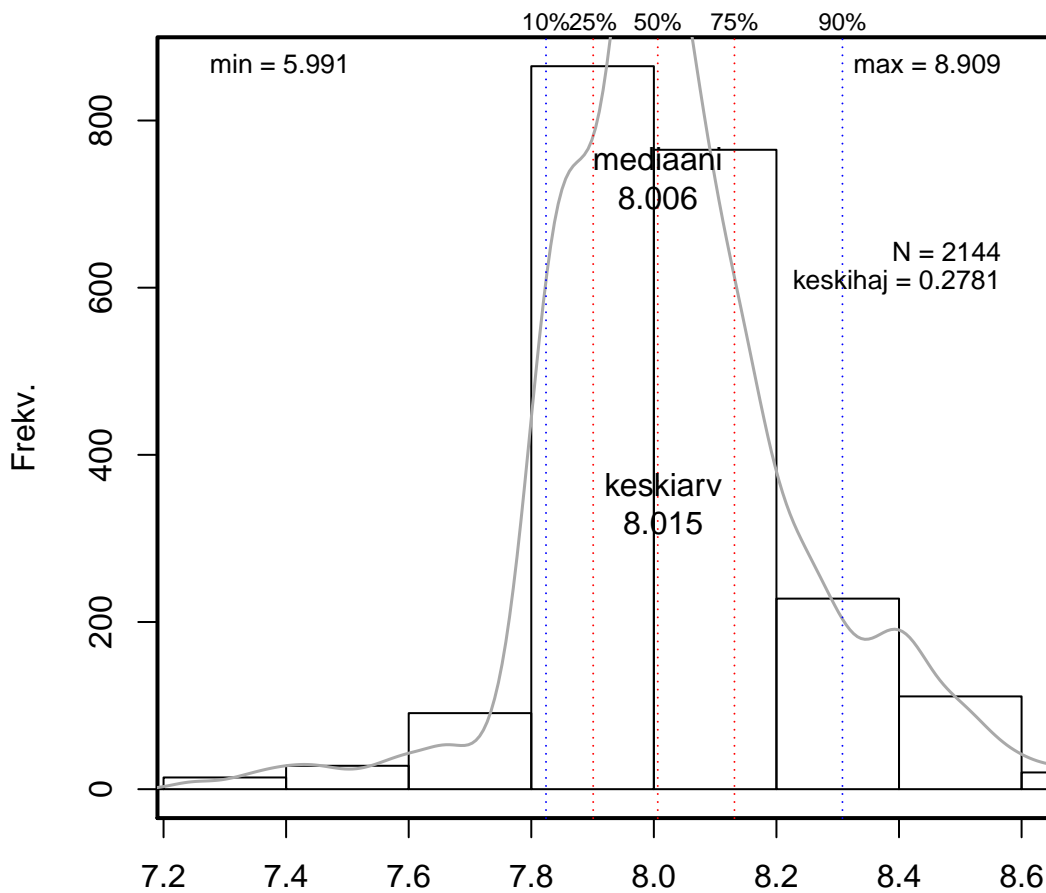 10% 25% 50% 75% 90%
min = 5.991
max = 8.909
800
mediaani
8.006
N = 2144
keskihaj = 0.2781
600
Frekv.
400
keskiarv
8.015
200
0
7.2 7.4 7.6 7.8 8.0 8.2 8.4 8.6